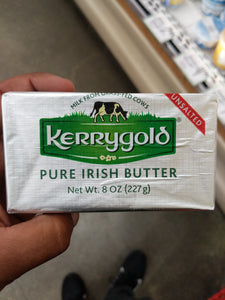 MILK FROM GRASS-FED COWS
UNSALTED
KERRYGOLD®
PURE IRISH BUTTER
Net Wt. 8 OZ (227g)